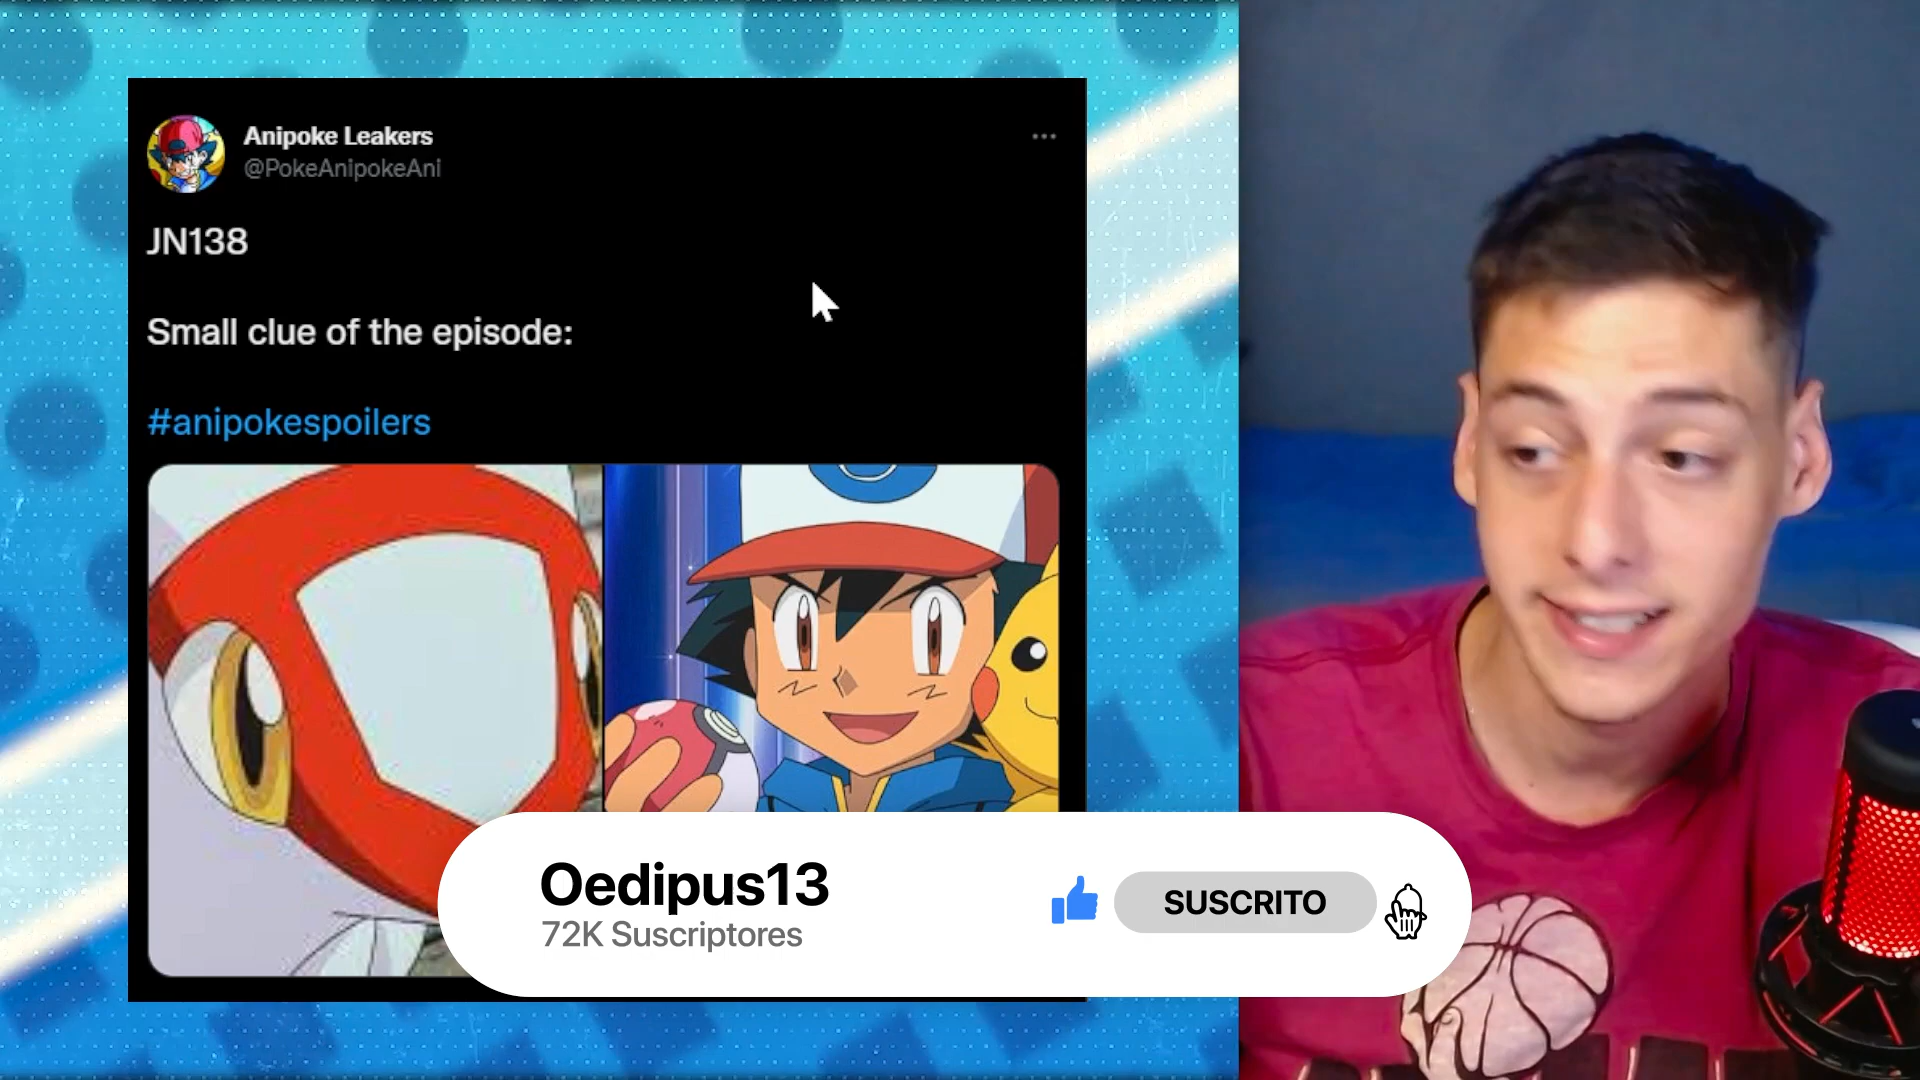 Anipoke Leakers
@PokeAnipokeAni
JN138
Small clue of the episode:
#anipokespoilers
Oedipus13
72K Suscriptores
SUSCRITO